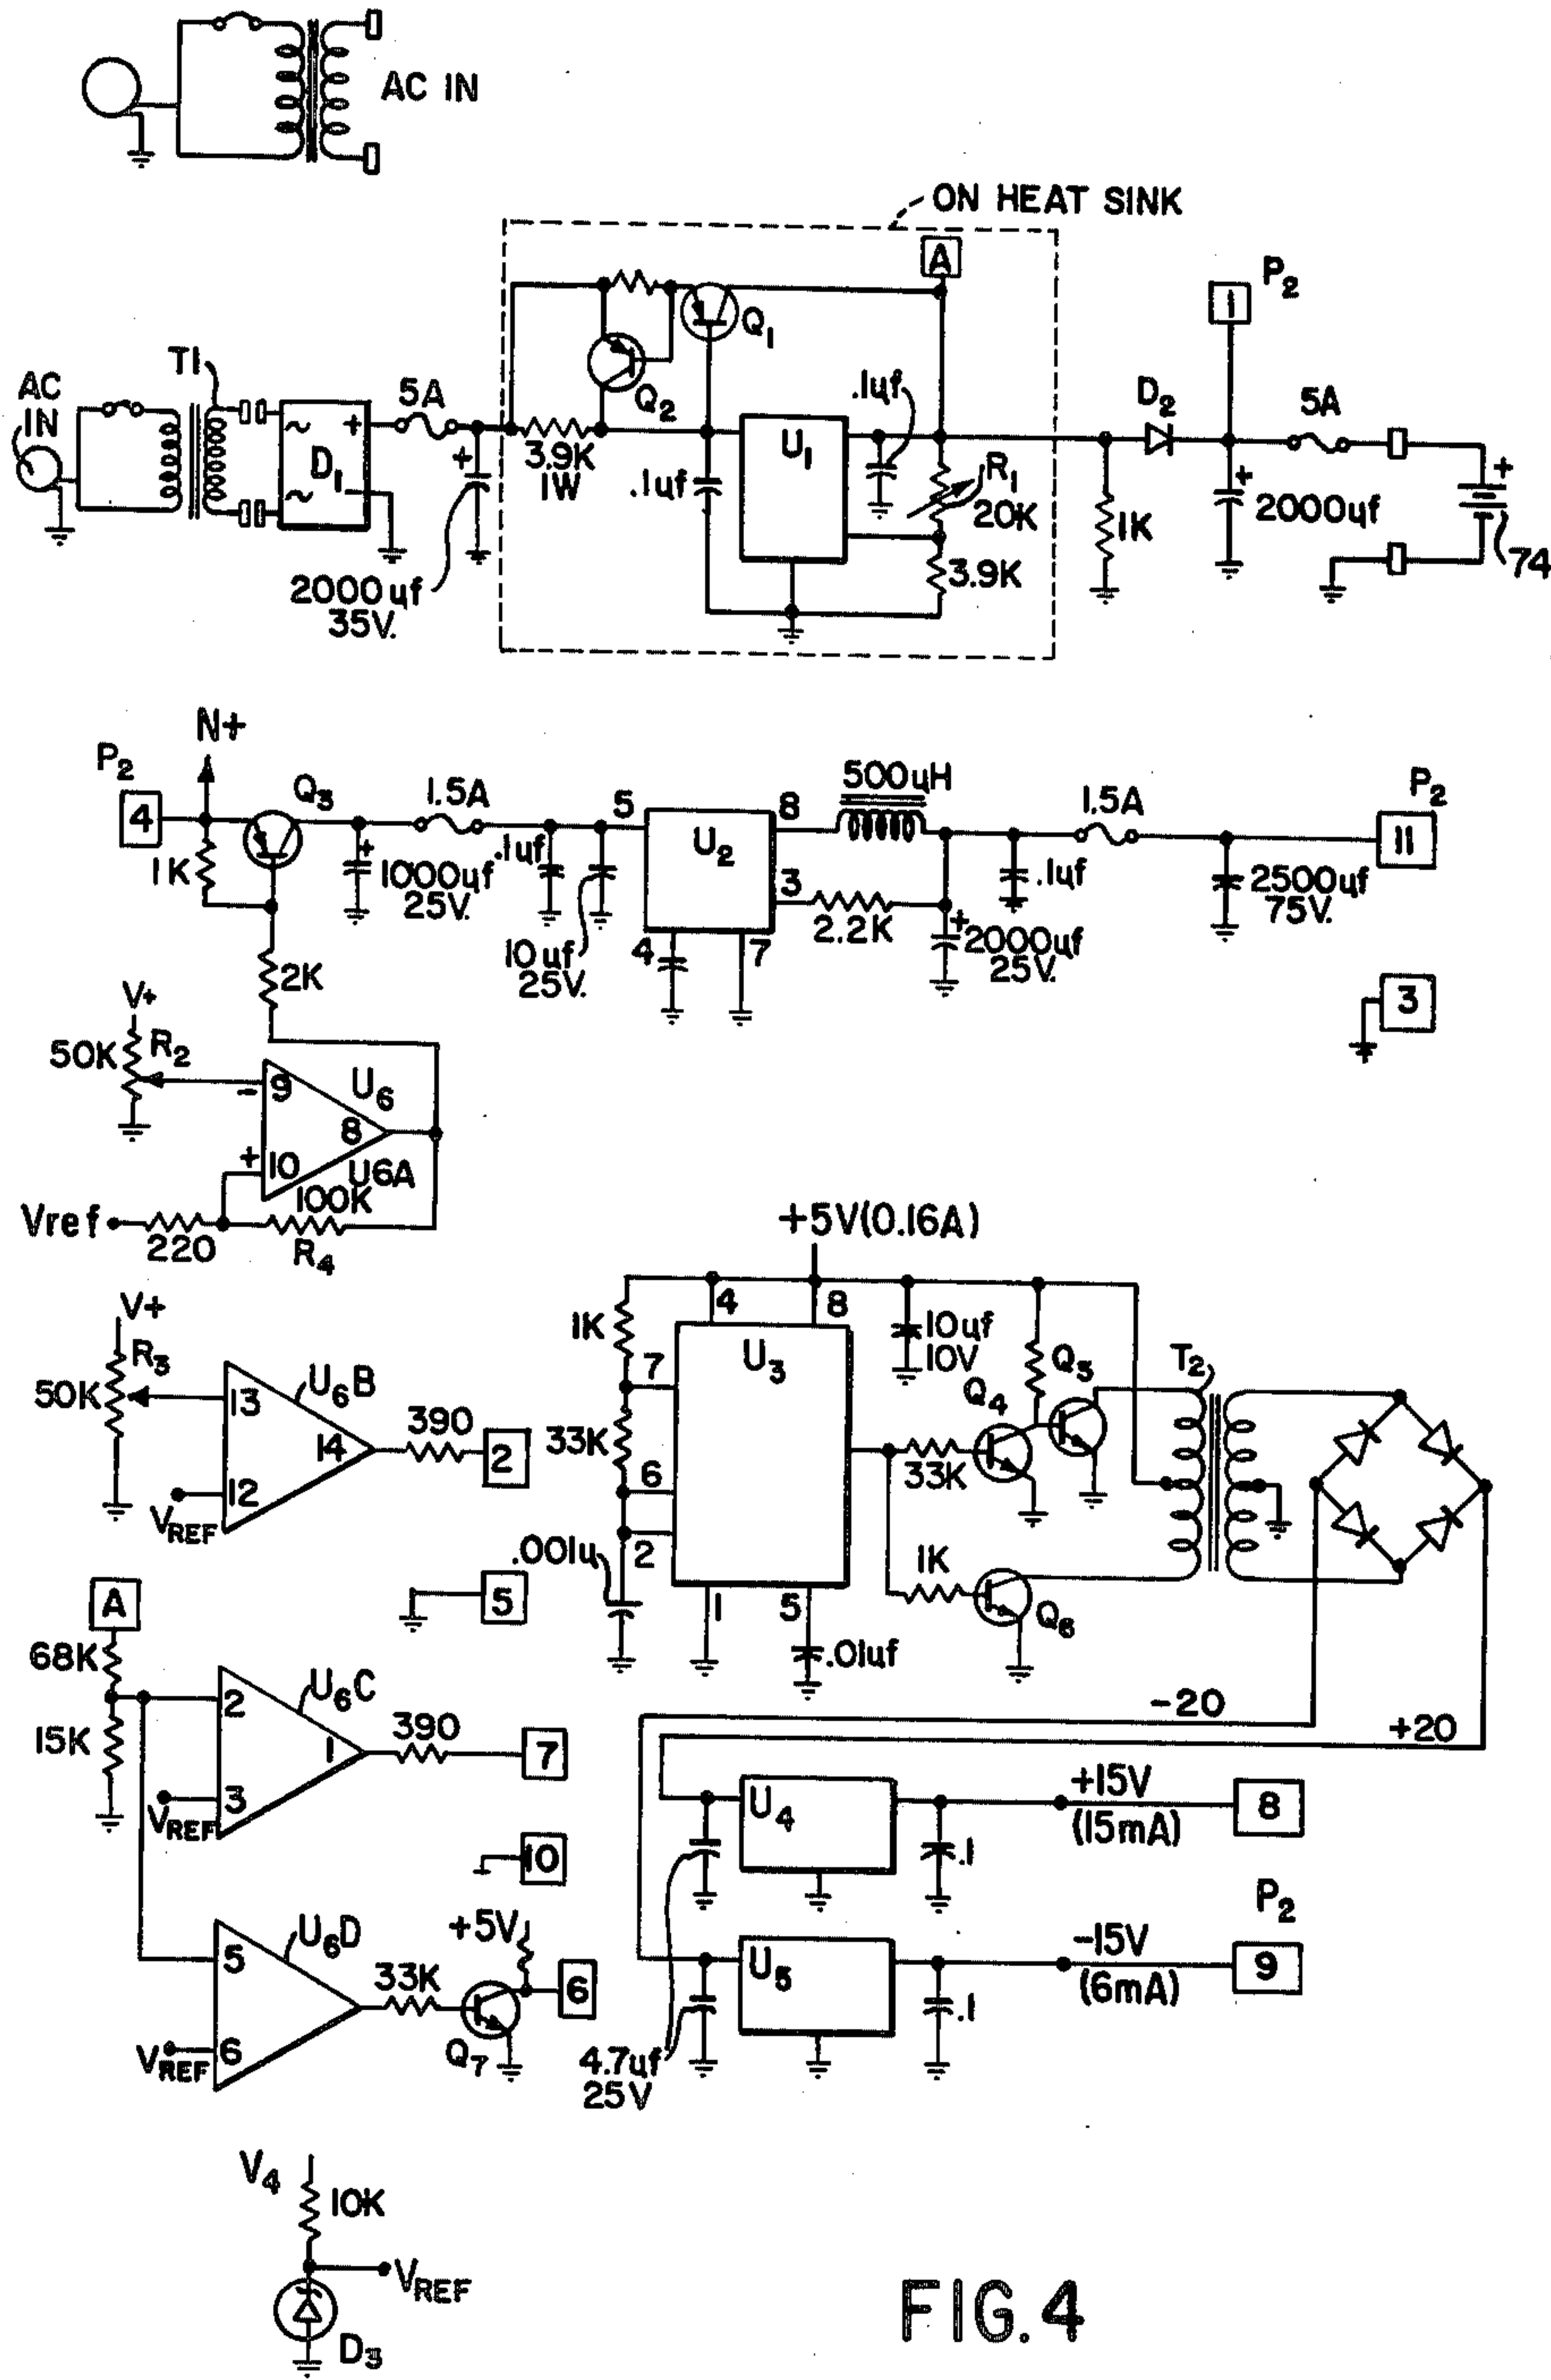 AC IN
ON HEAT SINK
A
P2
1
Q1
T1
AC
IN
5A
Q2
.1uf
D2
5A
~
+
D1
~
−
+
3.9K
1W
.1uf
U1
R1
20K
1K
+
2000uf
+
74
2000uf
35V.
3.9K
N+
P2
4
Q3
1.5A
5
500uH
8
1.5A
P2
11
1K
+
1000uf
25V.
.1uf
U2
3
.1uf
2500uf
75V.
2K
10uf
25V.
4
7
2.2K
+
2000uf
25V.
3
V+
50K
R2
9
−
U6
8
+
10
U6A
100K
Vref
220
R4
+5V(0.16A)
V+
R3
50K
13
U6B
14
390
2
12
VREF
1K
4
8
10uf
10V
7
U3
Q4
Q5
T2
33K
6
33K
.001u
2
1K
1
5
Q6
.01uf
A
5
68K
2
U6C
15K
1
390
7
VREF
3
-20
+20
+15V
U4
8
(15mA)
.1
10
P2
5
U6D
+5V
33K
6
-15V
U5
9
(6mA)
VREF
6
Q7
4.7uf
25V
.1
V4
10K
VREF
D3
FIG. 4